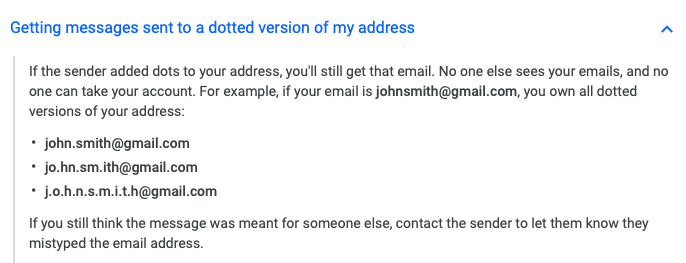 Getting messages sent to a dotted version of my address
If the sender added dots to your address, you'll still get that email. No one else sees your emails, and no
one can take your account. For example, if your email is johnsmith@gmail.com, you own all dotted
versions of your address:
• john.smith@gmail.com
• jo.hn.sm.ith@gmail.com
• j.o.h.n.s.m.i.t.h@gmail.com
If you still think the message was meant for someone else, contact the sender to let them know they
mistyped the email address.